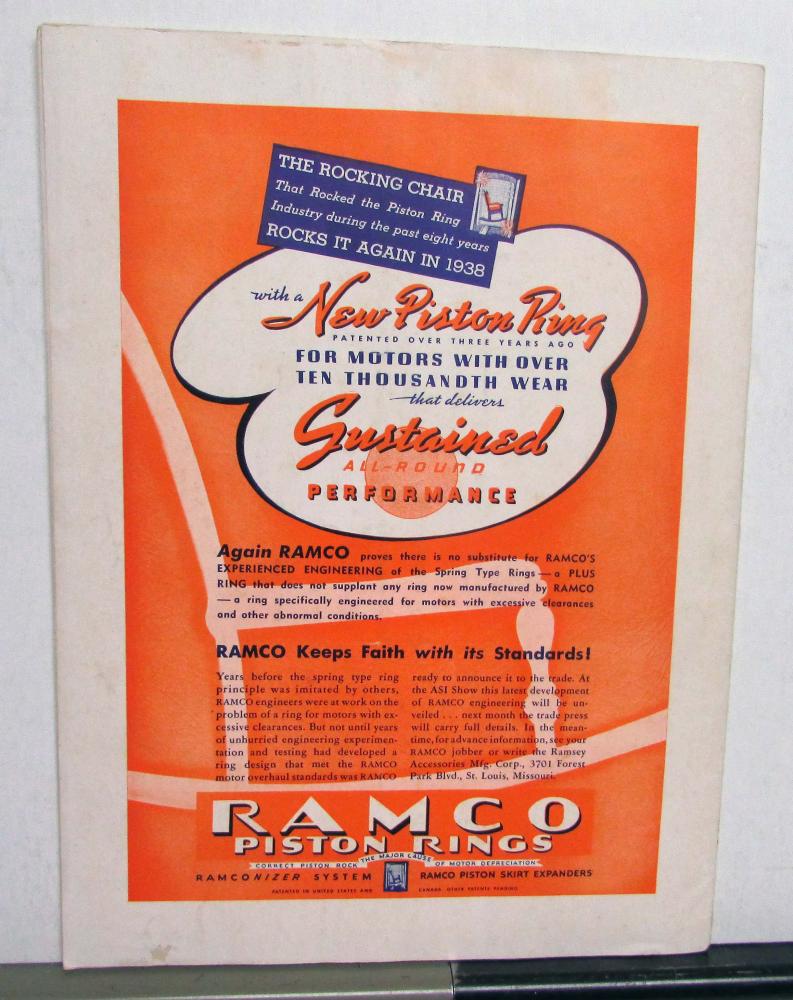 THE ROCKING CHAIR
That Rocked the Piston Ring
Industry during the past eight years
ROCKS IT AGAIN IN 1938
with a
New Piston Ring
PATENTED OVER THREE YEARS AGO
FOR MOTORS WITH OVER
TEN THOUSANDTH WEAR
that delivers
Sustained
ALL-ROUND
PERFORMANCE
Again RAMCO proves there is no substitute for RAMCO'S
EXPERIENCED ENGINEERING of the Spring Type Rings — a PLUS
RING that does not supplant any ring now manufactured by RAMCO
— a ring specifically engineered for motors with excessive clearances
and other abnormal conditions.
RAMCO Keeps Faith with its Standards!
Years before the spring type ring
principle was imitated by others,
RAMCO engineers were at work on the
problem of a ring for motors with ex-
cessive clearances. But not until years
of unhurried engineering experimen-
tation and testing had developed a
ring design that met the RAMCO
motor overhaul standards was RAMCO
ready to announce it to the trade. At
the ASI Show this latest development
of RAMCO engineering will be un-
veiled . . . next month the trade press
will carry full details. In the mean-
time, for advance information, see your
RAMCO jobber or write the Ramsey
Accessories Mfg. Corp., 3701 Forest
Park Blvd., St. Louis, Missouri.
RAMCO
PISTON RINGS
CORRECT PISTON ROCK THE MAJOR CAUSE OF MOTOR DEPRECIATION
RAMCONIZER SYSTEM RAMCO PISTON SKIRT EXPANDERS
PATENTED IN UNITED STATES AND CANADA. OTHER PATENTS PENDING